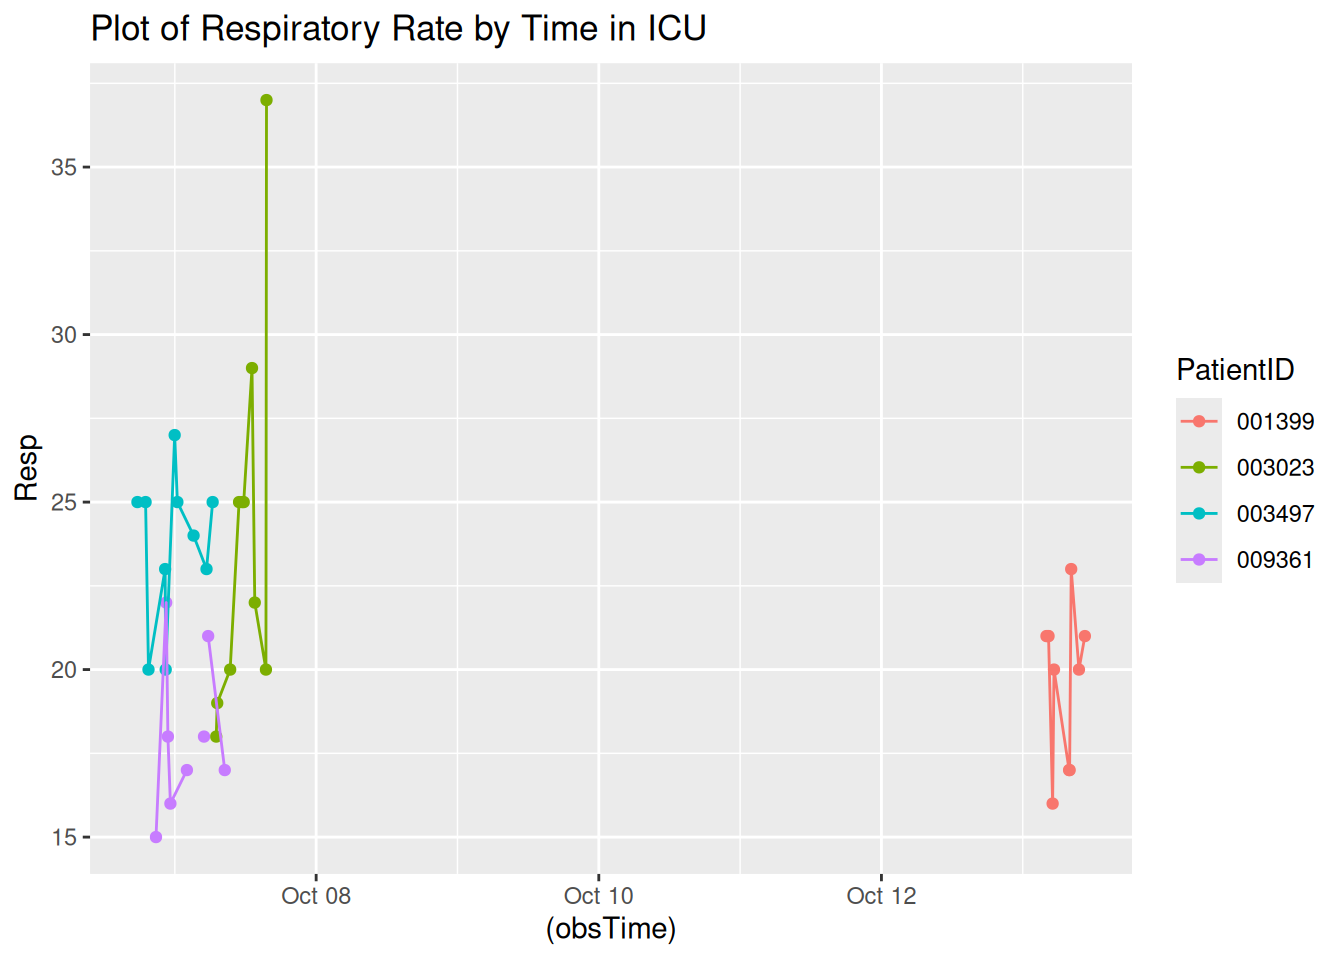 Plot of Respiratory Rate by Time in ICU
Resp
35
30
25
20
15
Oct 08
Oct 10
Oct 12
(obsTime)
PatientID
001399
003023
003497
009361